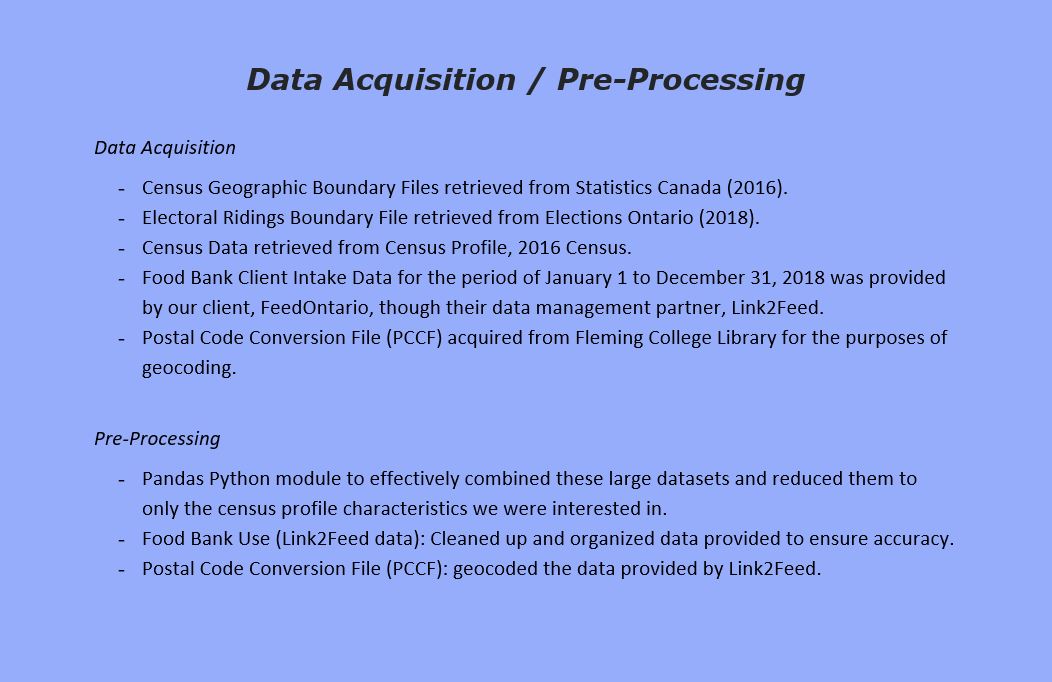 Data Acquisition / Pre-Processing
Data Acquisition
- Census Geographic Boundary Files retrieved from Statistics Canada (2016).
- Electoral Ridings Boundary File retrieved from Elections Ontario (2018).
- Census Data retrieved from Census Profile, 2016 Census.
- Food Bank Client Intake Data for the period of January 1 to December 31, 2018 was provided
by our client, FeedOntario, though their data management partner, Link2Feed.
- Postal Code Conversion File (PCCF) acquired from Fleming College Library for the purposes of
geocoding.
Pre-Processing
- Pandas Python module to effectively combined these large datasets and reduced them to
only the census profile characteristics we were interested in.
- Food Bank Use (Link2Feed data): Cleaned up and organized data provided to ensure accuracy.
- Postal Code Conversion File (PCCF): geocoded the data provided by Link2Feed.